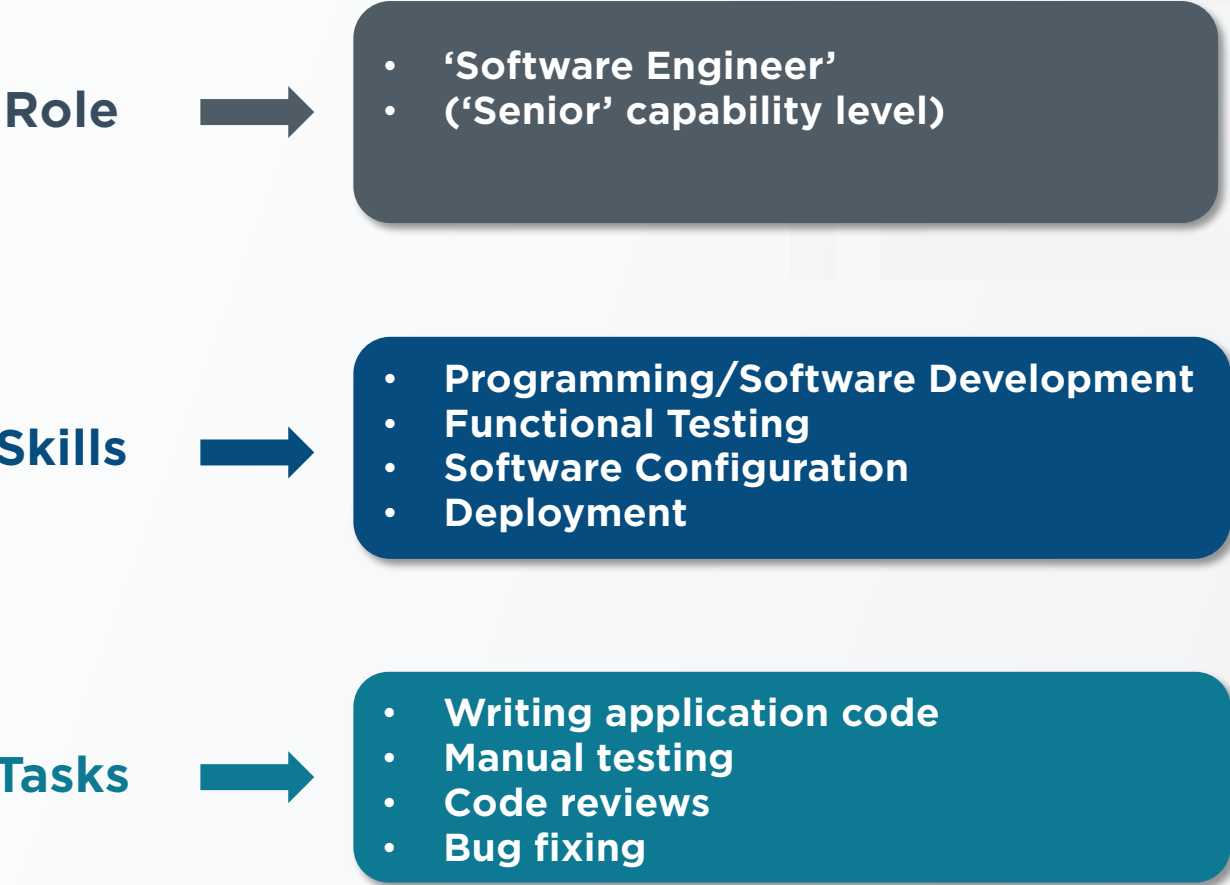 Role
• ‘Software Engineer’
• (‘Senior’ capability level)
Skills
• Programming/Software Development
• Functional Testing
• Software Configuration
• Deployment
Tasks
• Writing application code
• Manual testing
• Code reviews
• Bug fixing